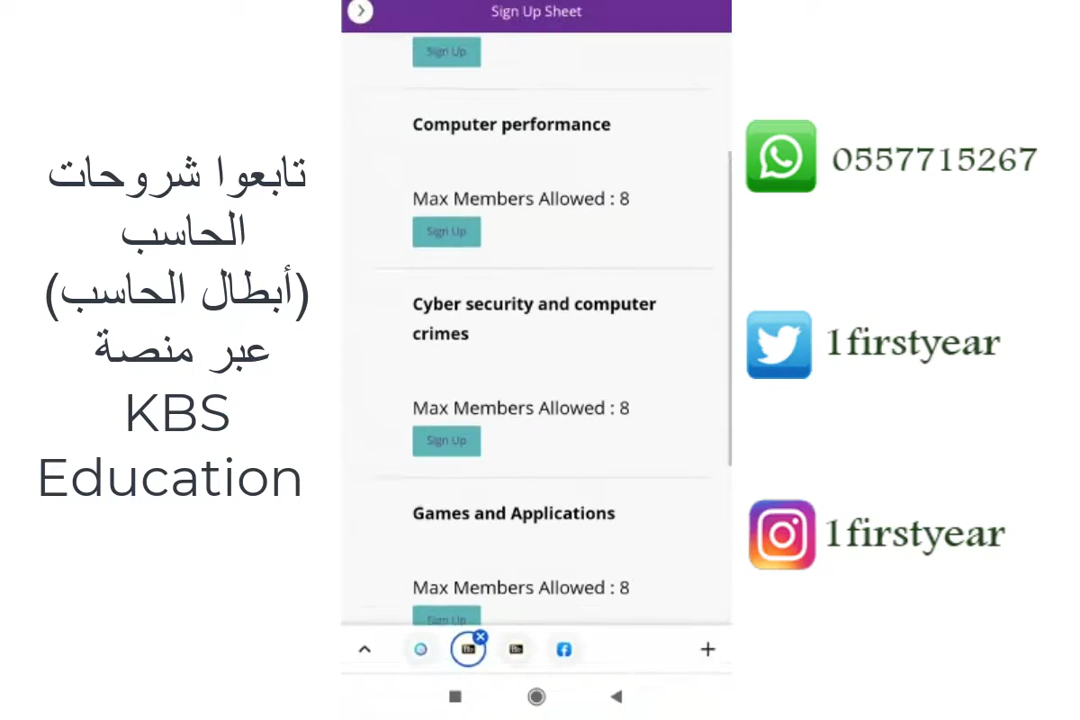 تابعوا شروحات
الحاسب
(أبطال الحاسب)
عبر منصة
KBS
Education
Sign Up Sheet
Sign Up
Computer performance
Max Members Allowed : 8
Sign Up
Cyber security and computer
crimes
Max Members Allowed : 8
Sign Up
Games and Applications
Max Members Allowed : 8
Sign Up
0557715267
1firstyear
1firstyear